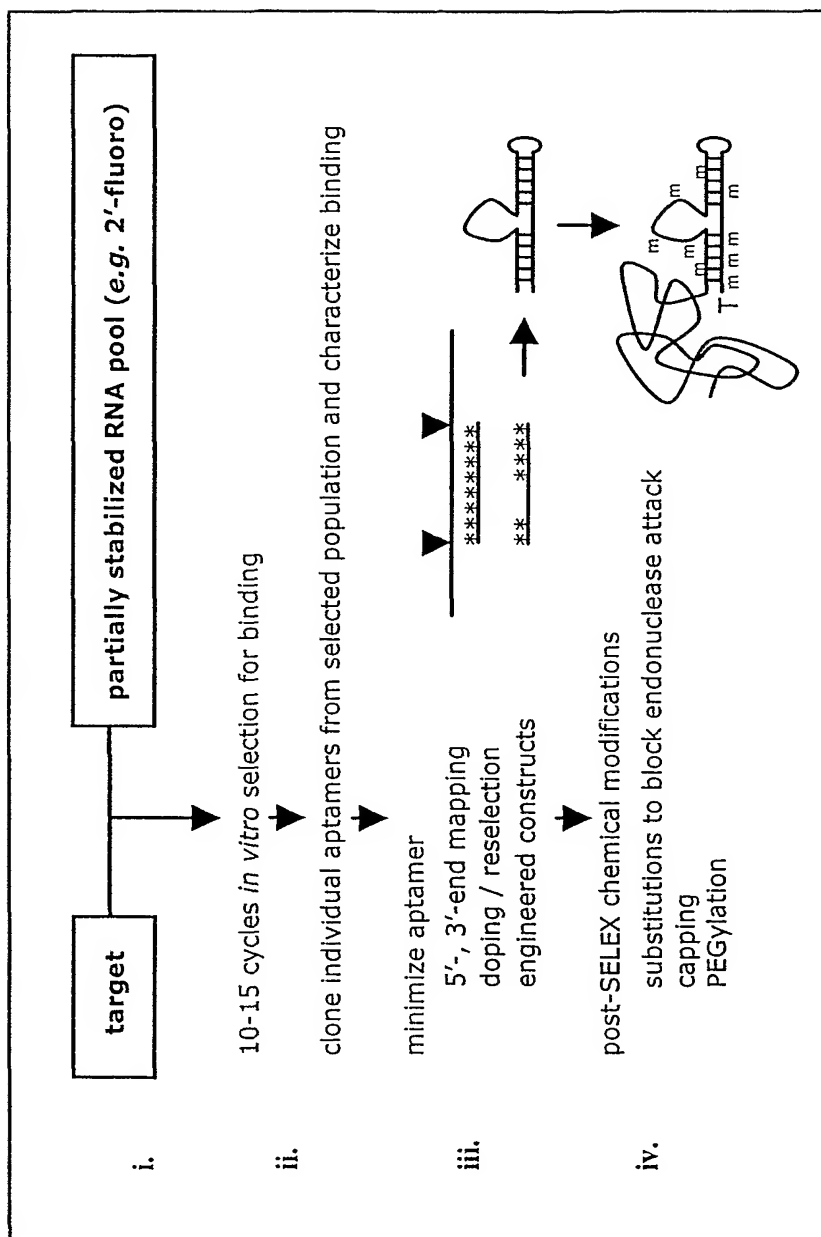 target
partially stabilized RNA pool (e.g. 2'-fluoro)
i.
10-15 cycles in vitro selection for binding
ii.
clone individual aptamers from selected population and characterize binding
iii.
minimize aptamer
5'-, 3'-end mapping
doping / reselection
*********
engineered constructs
** ****
iv.
post-SELEX chemical modifications
substitutions to block endonuclease attack
capping
PEGylation
m
m
m
m m
T
m m m m